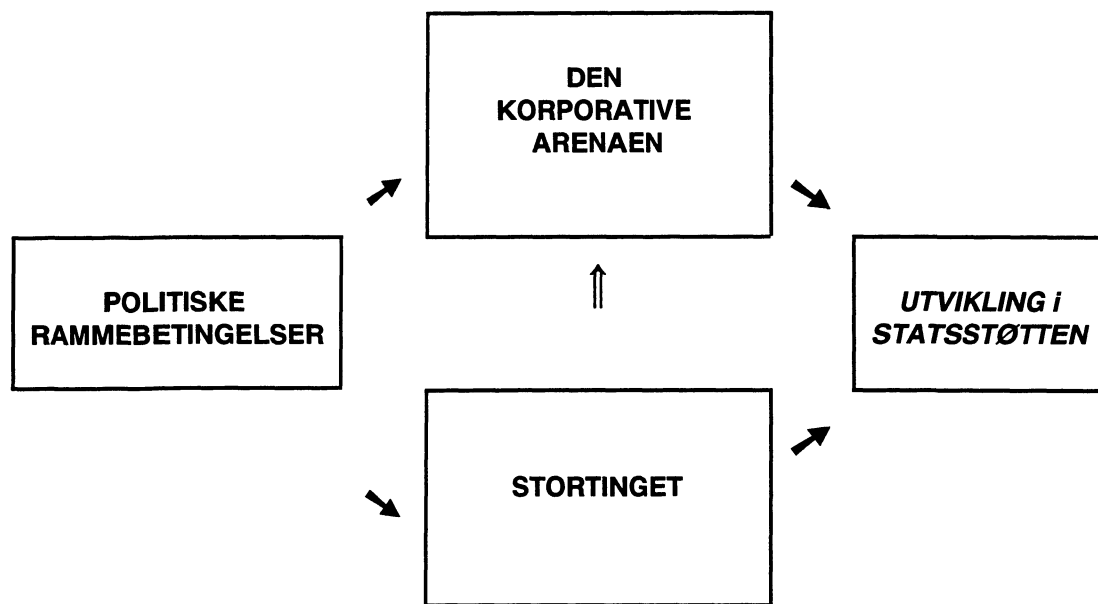 DEN
KORPORATIVE
ARENAEN
POLITISKE
RAMMEBETINGELSER
UTVIKLING i
STATSSTØTTEN
STORTINGET